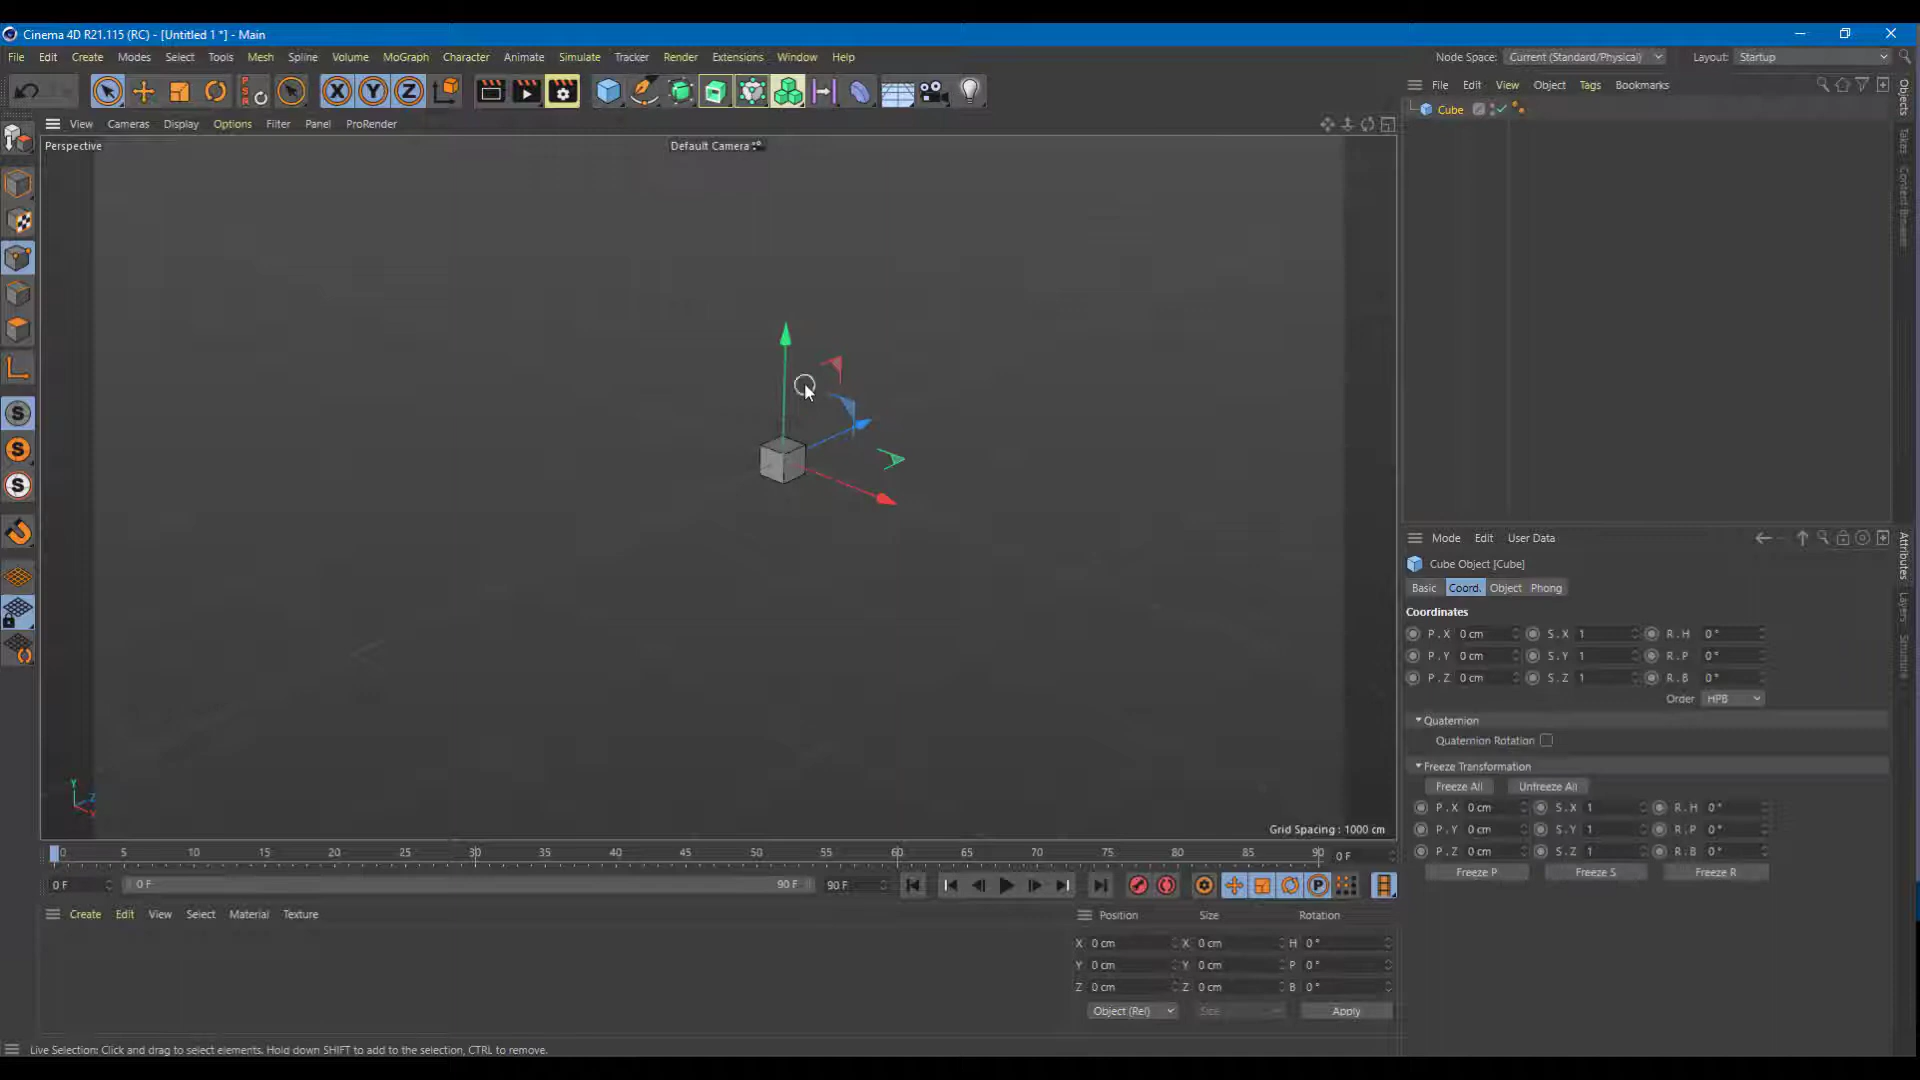 Cinema 4D R21.115 (RC) - [Untitled 1 *] - Main
File Edit Create Modes Select Tools Mesh Spline Volume MoGraph Character Animate Simulate Tracker Render Extensions Window Help
Node Space: Current (Standard/Physical) Layout: Startup
PSR X Y Z
File Edit View Object Tags Bookmarks
View Cameras Display Options Filter Panel ProRender
Cube
Perspective
Default Camera
Objects
Takes
Content Browser
S
S
S
Mode Edit User Data
Cube Object [Cube]
Basic Coord. Object Phong
Coordinates
P . X 0 cm S . X 1 R . H 0 °
P . Y 0 cm S . Y 1 R . P 0 °
P . Z 0 cm S . Z 1 R . B 0 °
Order HPB
Quaternion
Quaternion Rotation
Freeze Transformation
Freeze All Unfreeze All
P . X 0 cm S . X 1 R . H 0 °
P . Y 0 cm S . Y 1 R . P 0 °
P . Z 0 cm S . Z 1 R . B 0 °
Freeze P Freeze S Freeze R
Attributes
Layers
Structure
Y
Z
X
Grid Spacing : 1000 cm
0 5 10 15 20 25 30 35 40 45 50 55 60 65 70 75 80 85 90 0 F
0 F 0 F 90 F 90 F P
Create Edit View Select Material Texture
Position Size Rotation
X 0 cm X 0 cm H 0 °
Y 0 cm Y 0 cm P 0 °
Z 0 cm Z 0 cm B 0 °
Object (Rel) Size Apply
Live Selection: Click and drag to select elements. Hold down SHIFT to add to the selection, CTRL to remove.